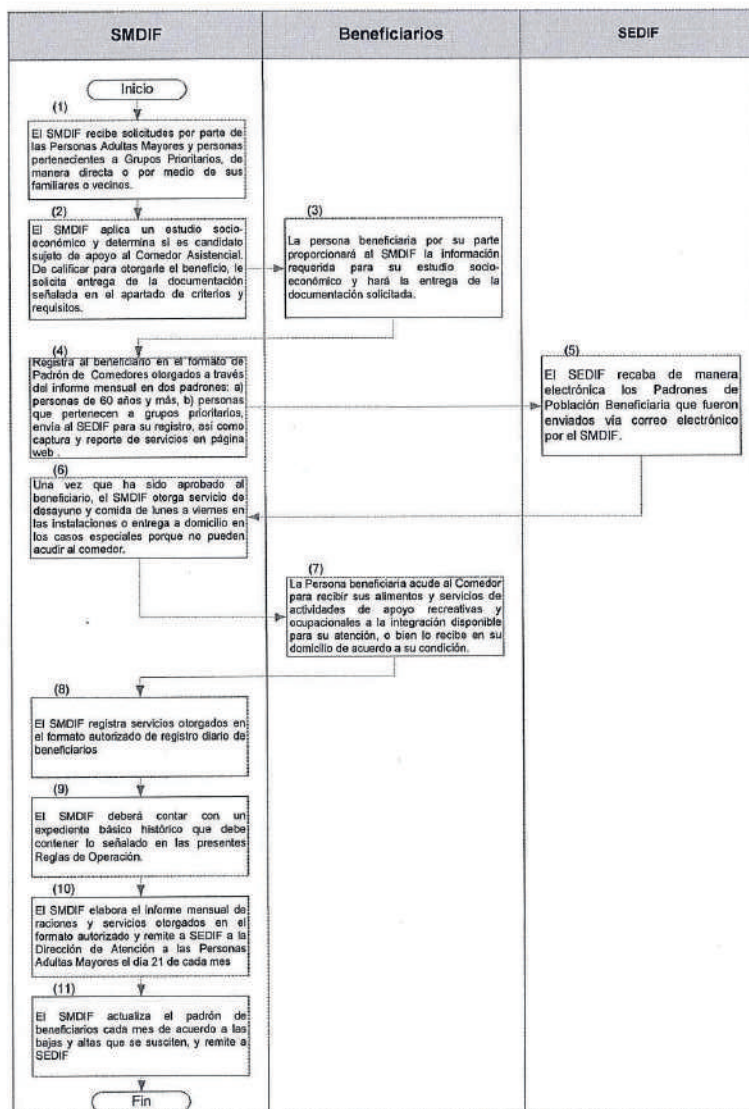 SMDIF
Beneficiarios
SEDIF
Inicio
(1)
El SMDIF recibe solicitudes por parte de
las Personas Adultas Mayores y personas
pertenecientes a Grupos Prioritarios, de
manera directa o por medio de sus
familiares o vecinos.
(2)
El SMDIF aplica un estudio socio-
económico y determina si es candidato
sujeto de apoyo al Comedor Asistencial.
De calificar para otorgarle el beneficio, le
solicita entrega de la documentación
señalada en el apartado de criterios y
requisitos.
(3)
La persona beneficiaria por su parte
proporcionará al SMDIF la información
requerida para su estudio socio-
económico y hará la entrega de la
documentación solicitada.
(4)
Registra al beneficiario en el formato de
Padrón de Comedores otorgados a través
del informe mensual en dos padrones: a)
personas de 60 años y más, b) personas
que pertenecen a grupos prioritarios,
envía al SEDIF para su registro, así como
captura y reporte de servicios en página
web .
(5)
El SEDIF recaba de manera
electrónica los Padrones de
Población Beneficiaria que fueron
enviados vía correo electrónico
por el SMDIF.
(6)
Una vez que ha sido aprobado al
beneficiario, el SMDIF otorga servicio de
desayuno y comida de lunes a viernes en
las instalaciones o entrega a domicilio en
los casos especiales porque no pueden
acudir al comedor.
(7)
La Persona beneficiaria acude al Comedor
para recibir sus alimentos y servicios de
actividades de apoyo recreativas y
ocupacionales a la integración disponible
para su atención, o bien lo recibe en su
domicilio de acuerdo a su condición.
(8)
El SMDIF registra servicios otorgados en
el formato autorizado de registro diario de
beneficiarios
(9)
El SMDIF deberá contar con un
expediente básico histórico que debe
contener lo señalado en las presentes
Reglas de Operación.
(10)
El SMDIF elabora el informe mensual de
raciones y servicios otorgados en el
formato autorizado y remite a SEDIF a la
Dirección de Atención a las Personas
Adultas Mayores el día 21 de cada mes
(11)
El SMDIF actualiza el padrón de
beneficiarios cada mes de acuerdo a las
bajas y altas que se susciten, y remite a
SEDIF
Fin